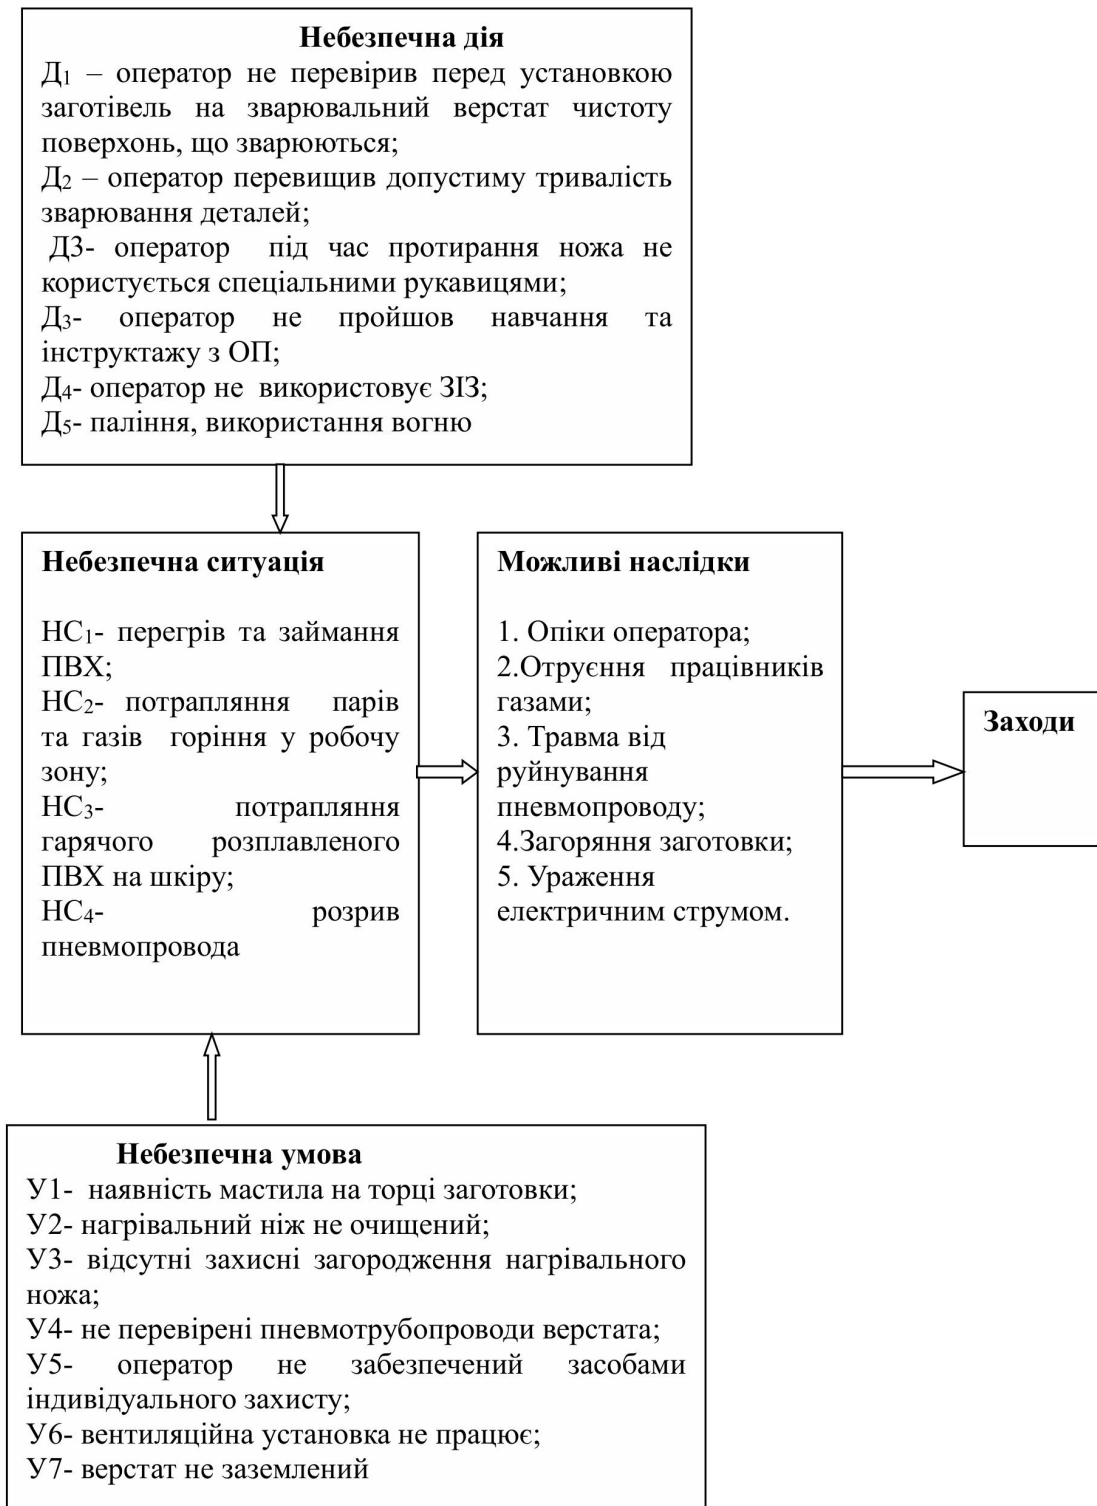 Небезпечна дія
Д₁ – оператор не перевірив перед установкою
заготівель на зварювальний верстат чистоту
поверхонь, що зварюються;
Д₂ – оператор перевищив допустиму тривалість
зварювання деталей;
Д3- оператор під час протирання ножа не
користується спеціальними рукавицями;
Д₃- оператор не пройшов навчання та
інструктажу з ОП;
Д₄- оператор не використовує ЗІЗ;
Д₅- паління, використання вогню
Небезпечна ситуація
НС₁- перегрів та займання
ПВХ;
НС₂- потрапляння парів
та газів горіння у робочу
зону;
НС₃- потрапляння
гарячого розплавленого
ПВХ на шкіру;
НС₄- розрив
пневмопровода
Можливі наслідки
1. Опіки оператора;
2.Отруєння працівників
газами;
3. Травма від
руйнування
пневмопроводу;
4.Загоряння заготовки;
5. Ураження
електричним струмом.
Заходи
Небезпечна умова
У1- наявність мастила на торці заготовки;
У2- нагрівальний ніж не очищений;
У3- відсутні захисні загородження нагрівального
ножа;
У4- не перевірені пневмотрубопроводи верстата;
У5- оператор не забезпечений засобами
індивідуального захисту;
У6- вентиляційна установка не працює;
У7- верстат не заземлений